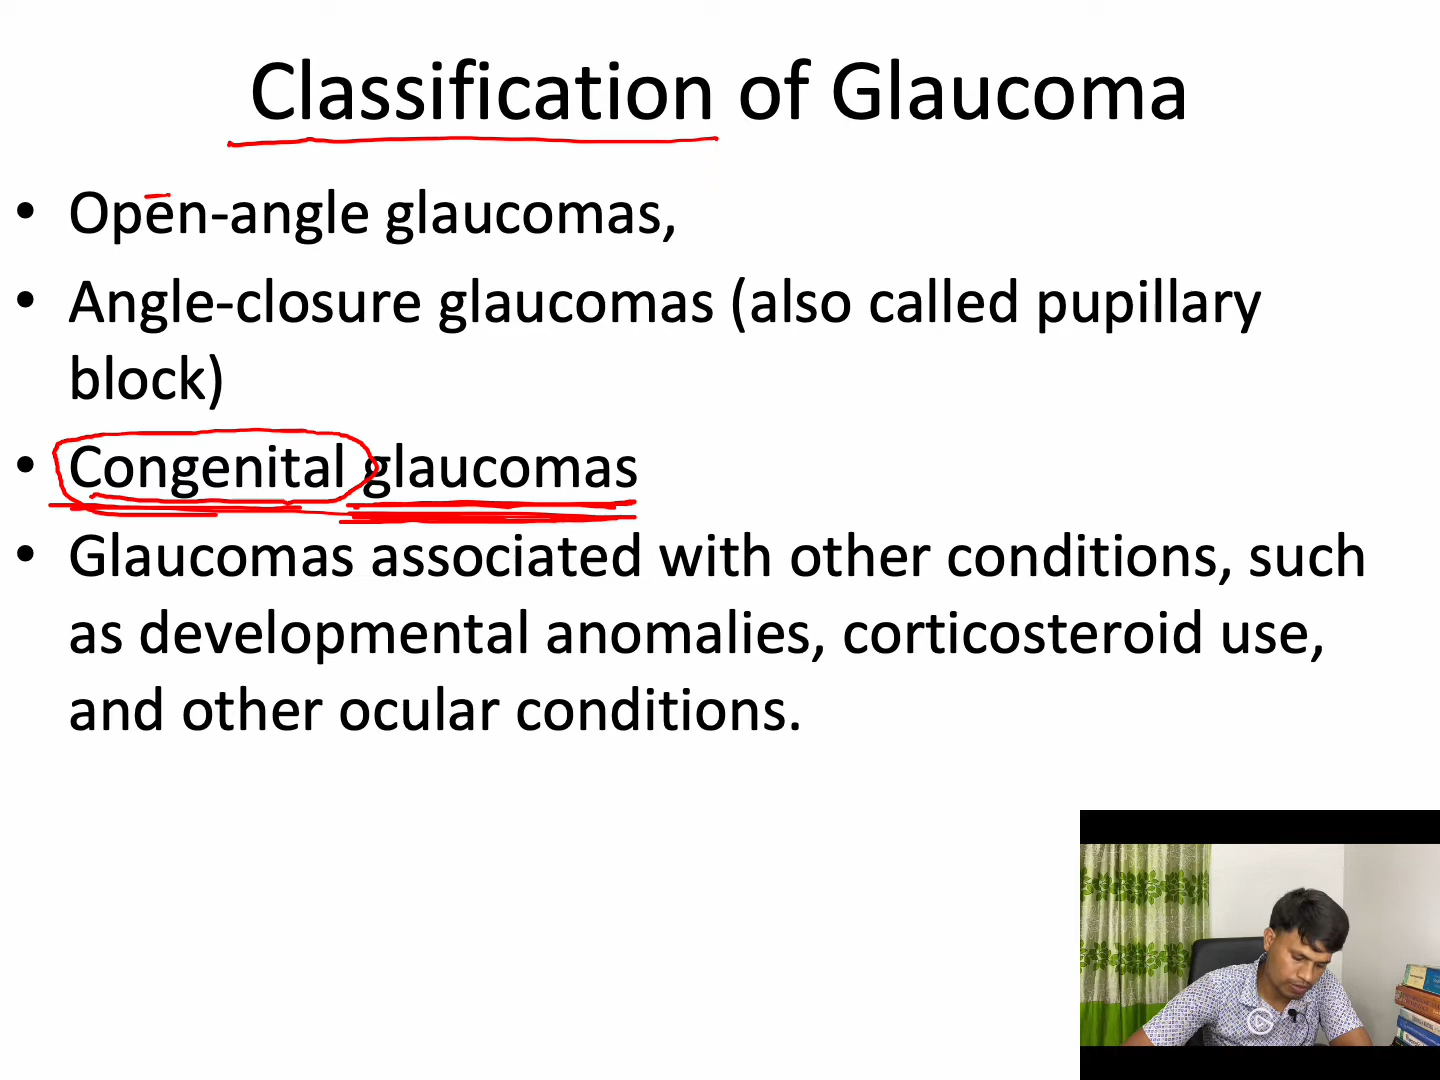 Classification of Glaucoma
• Open-angle glaucomas,
• Angle-closure glaucomas (also called pupillary
block)
• Congenital glaucomas
• Glaucomas associated with other conditions, such
as developmental anomalies, corticosteroid use,
and other ocular conditions.